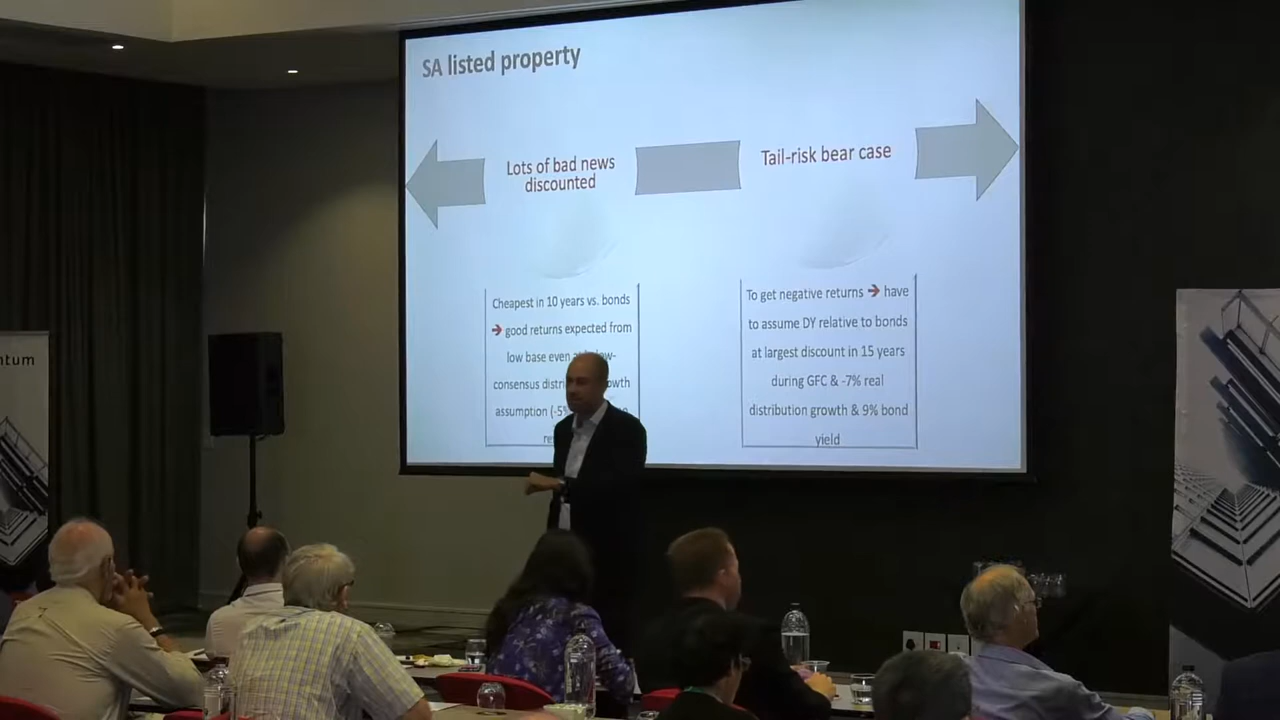 SA listed property
Lots of bad news
discounted
Tail-risk bear case
Cheapest in 10 years vs. bonds
➔ good returns expected from
low base even
consensus
assumption (-5%
To get negative returns ➔ have
to assume DY relative to bonds
at largest discount in 15 years
during GFC & -7% real
distribution growth & 9% bond
yield
ntum